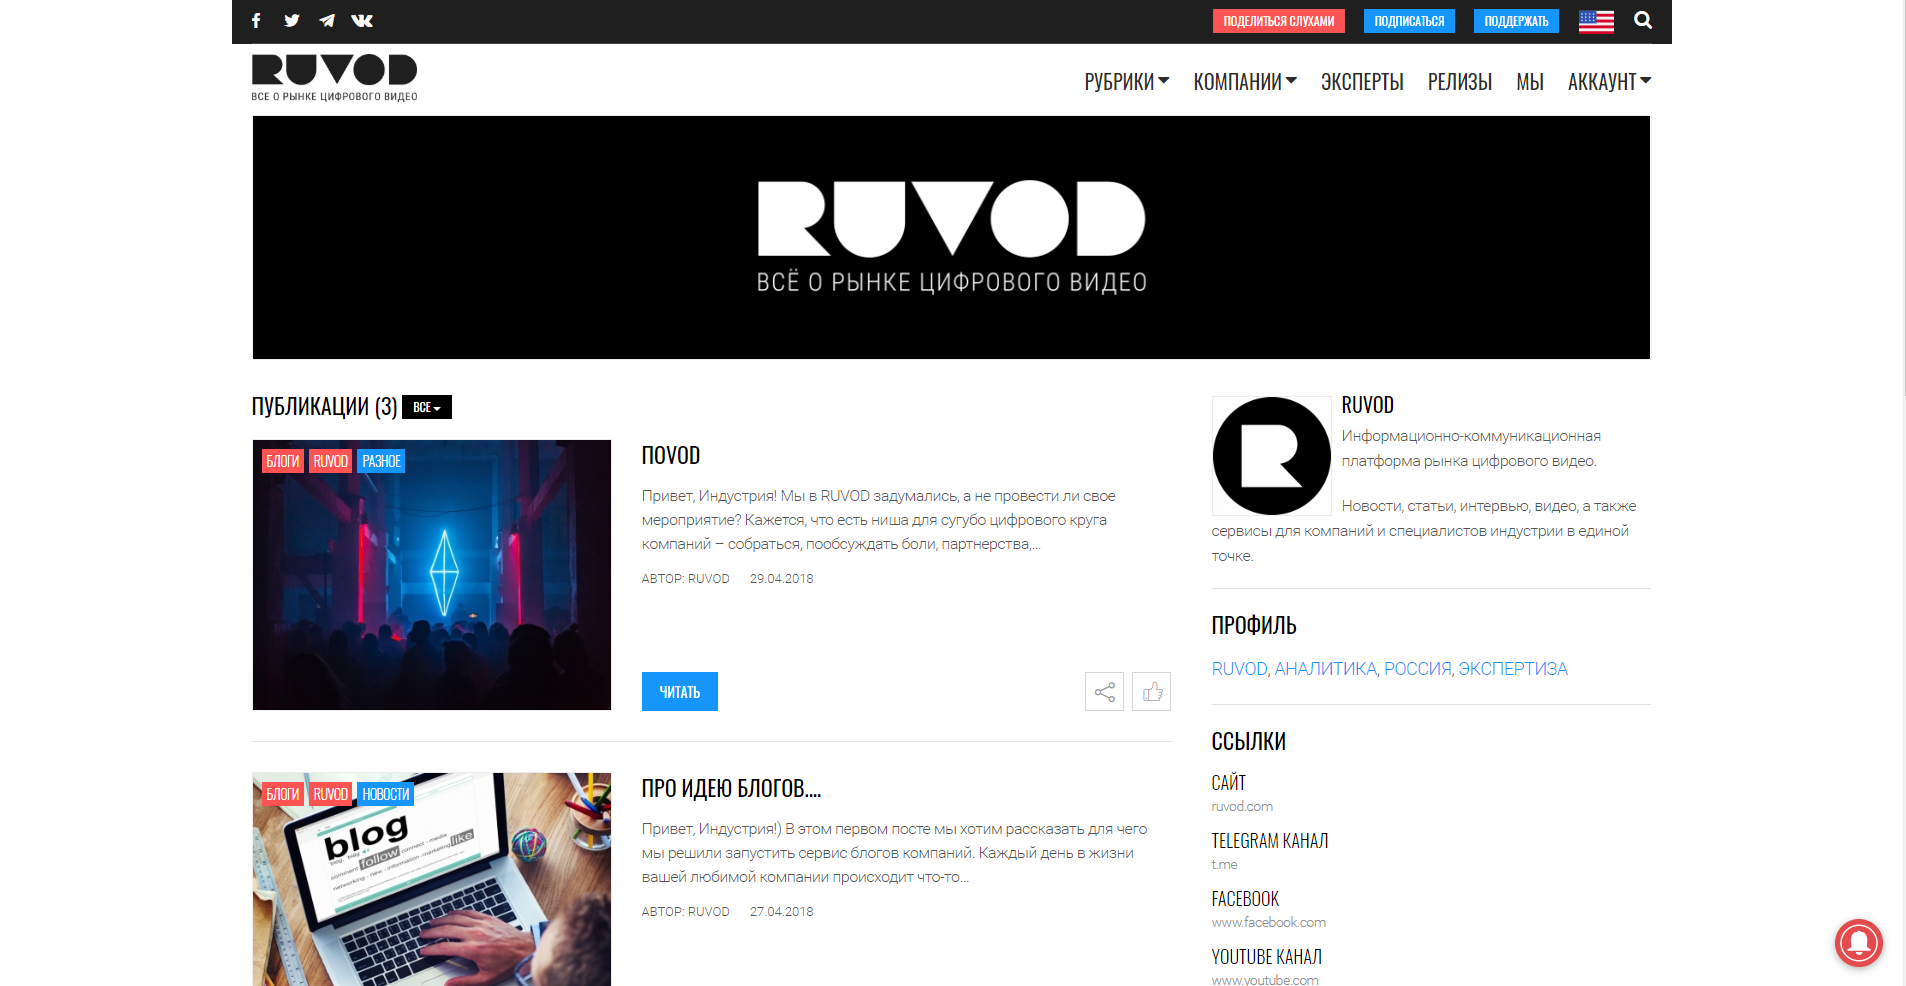 ПОДЕЛИТЬСЯ СЛУХАМИ
ПОДПИСАТЬСЯ
ПОДДЕРЖАТЬ
RUVOD
ВСЕ О РЫНКЕ ЦИФРОВОГО ВИДЕО
РУБРИКИ
КОМПАНИИ
ЭКСПЕРТЫ
РЕЛИЗЫ
МЫ
АККАУНТ
RUVOD
ВСЁ О РЫНКЕ ЦИФРОВОГО ВИДЕО
ПУБЛИКАЦИИ (3)
ВСЕ
БЛОГИ
RUVOD
РАЗНОЕ
ПОVOD
Привет, Индустрия! Мы в RUVOD задумались, а не провести ли свое
мероприятие? Кажется, что есть ниша для сугубо цифрового круга
компаний – собраться, пообсуждать боли, партнерства,...
АВТОР: RUVOD 29.04.2018
ЧИТАТЬ
БЛОГИ
RUVOD
НОВОСТИ
blog
follow
like
ПРО ИДЕЮ БЛОГОВ....
Привет, Индустрия!) В этом первом посте мы хотим рассказать для чего
мы решили запустить сервис блогов компаний. Каждый день в жизни
вашей любимой компании происходит что-то...
АВТОР: RUVOD 27.04.2018
R
RUVOD
Информационно-коммуникационная
платформа рынка цифрового видео.
Новости, статьи, интервью, видео, а также
сервисы для компаний и специалистов индустрии в единой
точке.
ПРОФИЛЬ
RUVOD, АНАЛИТИКА, РОССИЯ, ЭКСПЕРТИЗА
ССЫЛКИ
САЙТ
ruvod.com
TELEGRAM КАНАЛ
t.me
FACEBOOK
www.facebook.com
YOUTUBE КАНАЛ
www.youtube.com